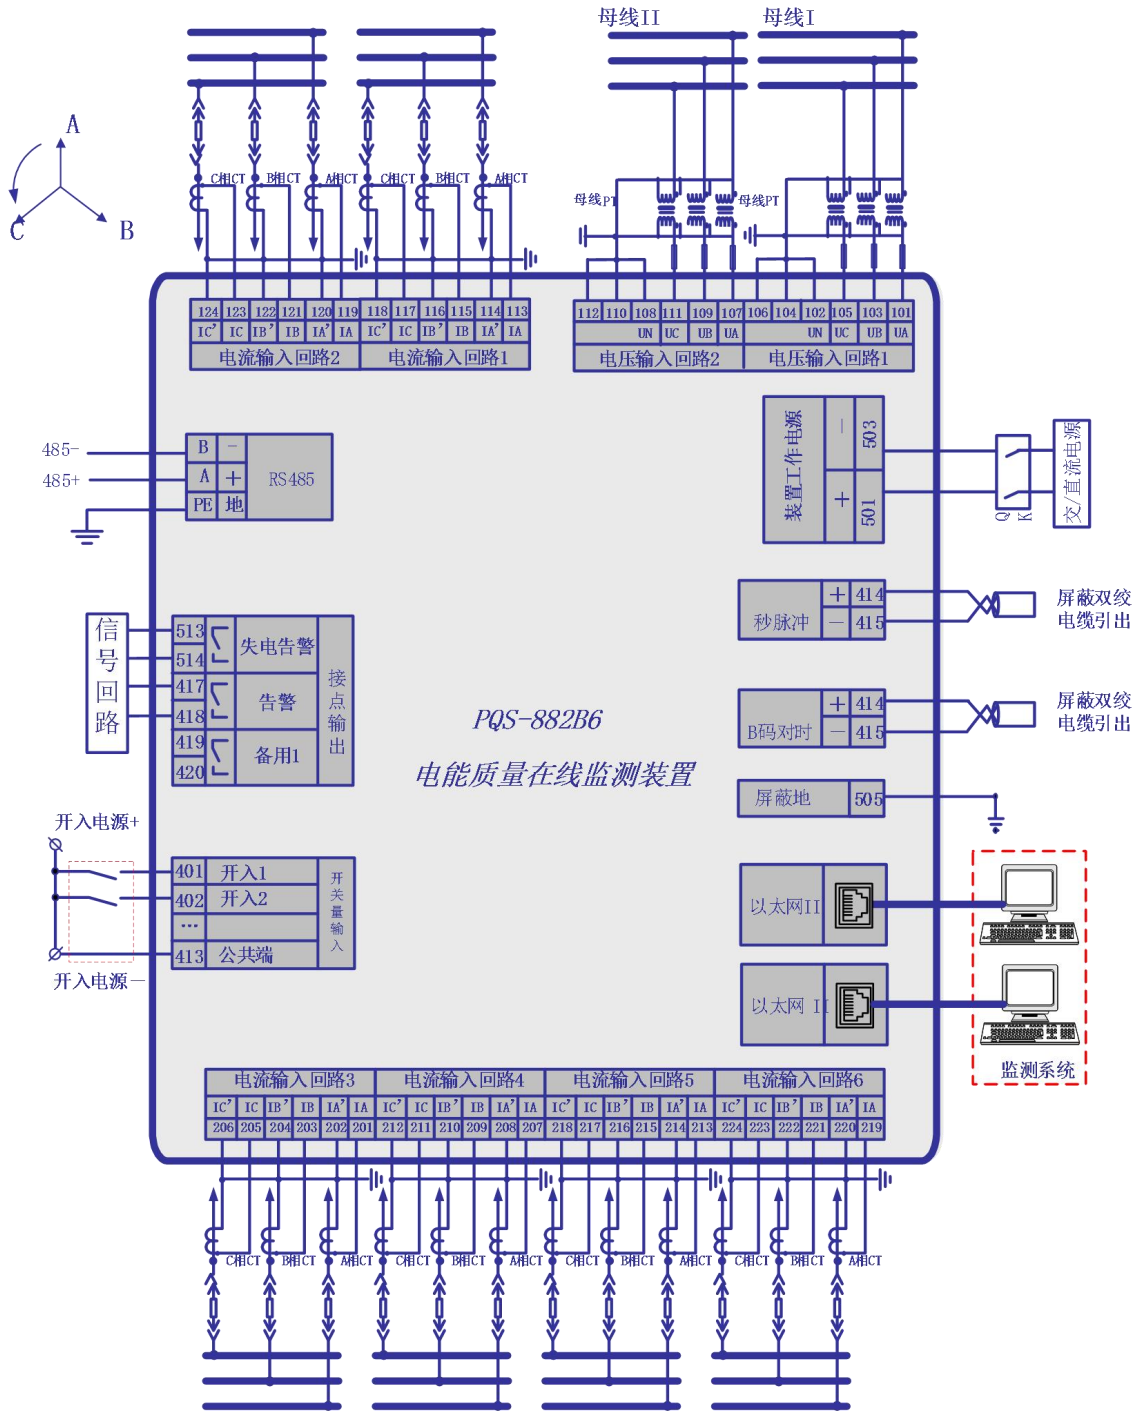 母线II 母线I
A
C
B
C相CT B相CT A相CT C相CT B相CT A相CT
母线PT 母线PT
124 123 122 121 120 119 118 117 116 115 114 113
IC' IC IB' IB IA' IA IC' IC IB' IB IA' IA
电流输入回路2 电流输入回路1
112 110 108 111 109 107 106 104 102 105 103 101
UN UC UB UA UN UC UB UA
电压输入回路2 电压输入回路1
485-
485+
B -
A +
PE 地
RS485
装置工作电源
- 503
+ 501
Q K
交/直流电源
秒脉冲
+ 414
- 415
屏蔽双绞
电缆引出
信号回路
513
514
失电告警
417
418
告警
419
420
备用1
接点输出
PQS-882B6
电能质量在线监测装置
B码对时
+ 414
- 415
屏蔽双绞
电缆引出
屏蔽地 505
开入电源+
401 开入1
402 开入2
...
413 公共端
开关量输入
开入电源-
以太网II
以太网 II
监测系统
电流输入回路3 电流输入回路4 电流输入回路5 电流输入回路6
IC' IC IB' IB IA' IA IC' IC IB' IB IA' IA IC' IC IB' IB IA' IA IC' IC IB' IB IA' IA
206 205 204 203 202 201 212 211 210 209 208 207 218 217 216 215 214 213 224 223 222 221 220 219
C相CT B相CT A相CT C相CT B相CT A相CT C相CT B相CT A相CT C相CT B相CT A相CT